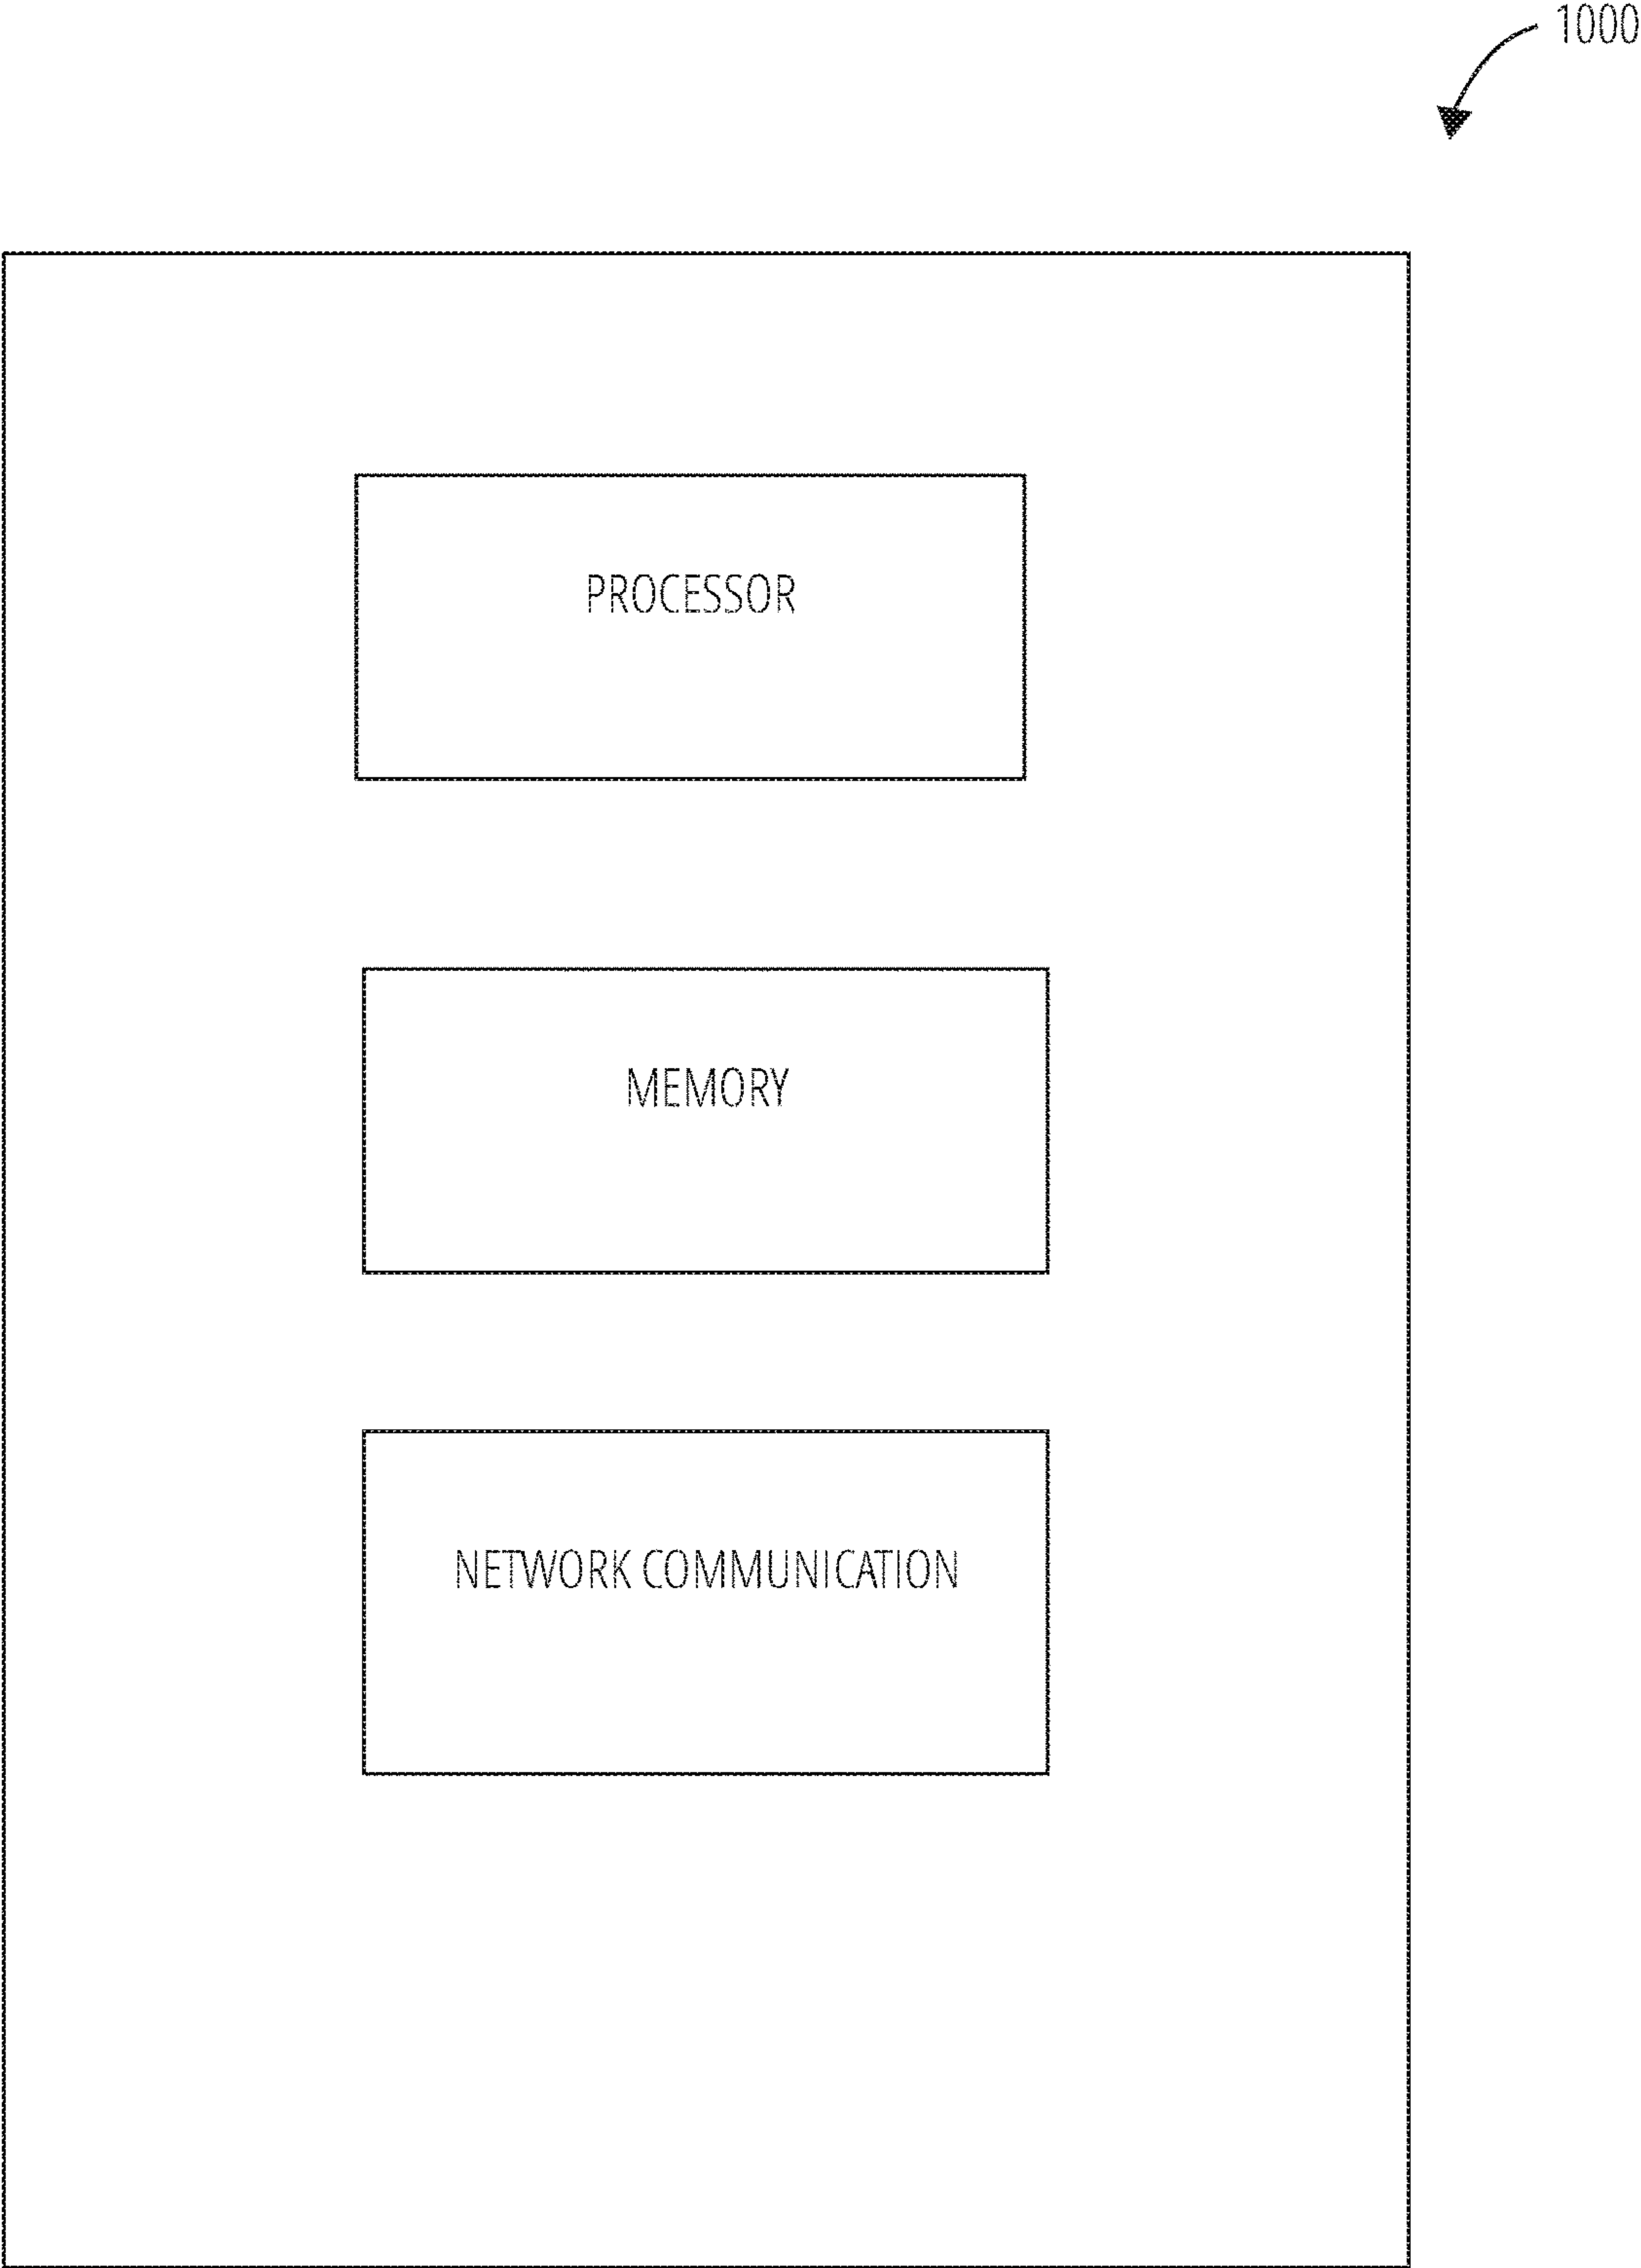 1000
PROCESSOR
MEMORY
NETWORK COMMUNICATION